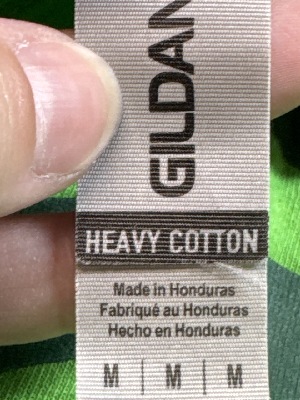 GILDAN
HEAVY COTTON
Made in Honduras
Fabriqué au Honduras
Hecho en Honduras
M | M | M